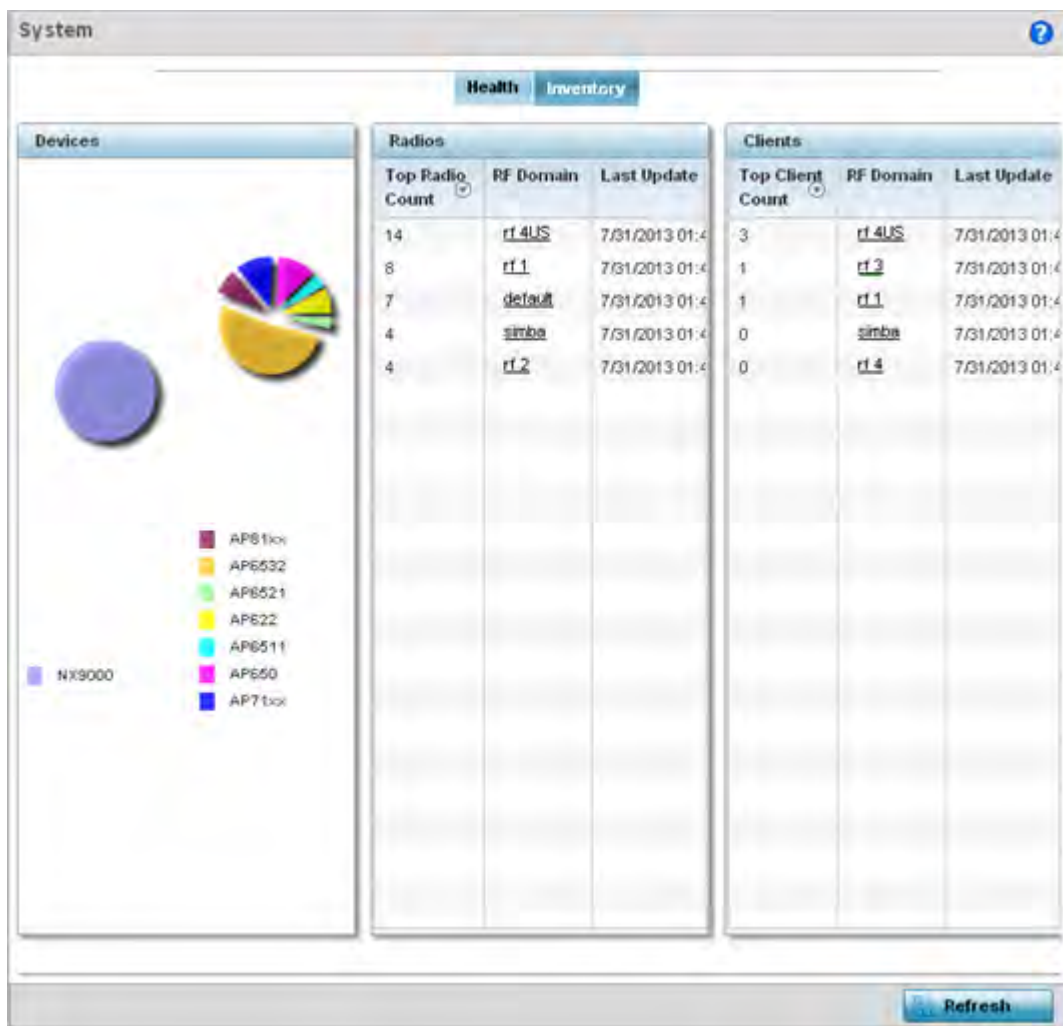 System
?
Health Inventory
Devices
NX9000
AP81xx
AP6532
AP6521
AP622
AP6511
AP650
AP71xx
Radios
Top Radio Count RF Domain Last Update
14 rf 4US 7/31/2013 01:4
8 rf 1 7/31/2013 01:4
7 default 7/31/2013 01:4
4 simba 7/31/2013 01:4
4 rf 2 7/31/2013 01:4
Clients
Top Client Count RF Domain Last Update
3 rf 4US 7/31/2013 01:4
1 rf 3 7/31/2013 01:4
1 rf 1 7/31/2013 01:4
0 simba 7/31/2013 01:4
0 rf 4 7/31/2013 01:4
Refresh